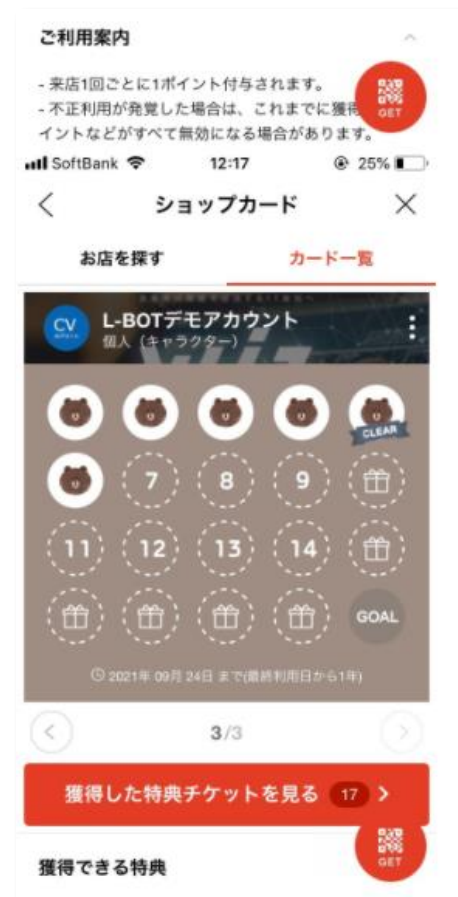 ご利用案内
- 来店1回ごとに1ポイント付与されます。
- 不正利用が発覚した場合は、これまでに獲得
イントなどがすべて無効になる場合があります。
GET
SoftBank 12:17 25%
ショップカード
お店を探す カード一覧
CV L-BOTデモアカウント
個人（キャラクター）
CLEAR
7 8 9
11 12 13 14
GOAL
2021年 09月 24日 まで(最終利用日から1年)
3/3
獲得した特典チケットを見る 17
GET
獲得できる特典